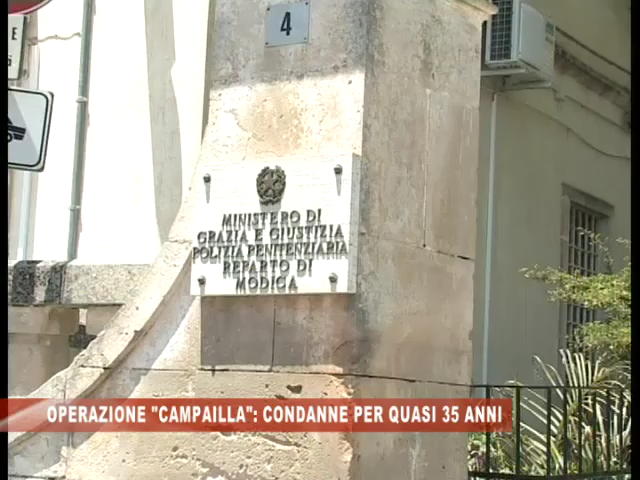 4
MINISTERO DI
GRAZIA E GIUSTIZIA
POLIZIA PENITENZIARIA
REPARTO DI
MODICA
OPERAZIONE "CAMPAILLA": CONDANNE PER QUASI 35 ANNI